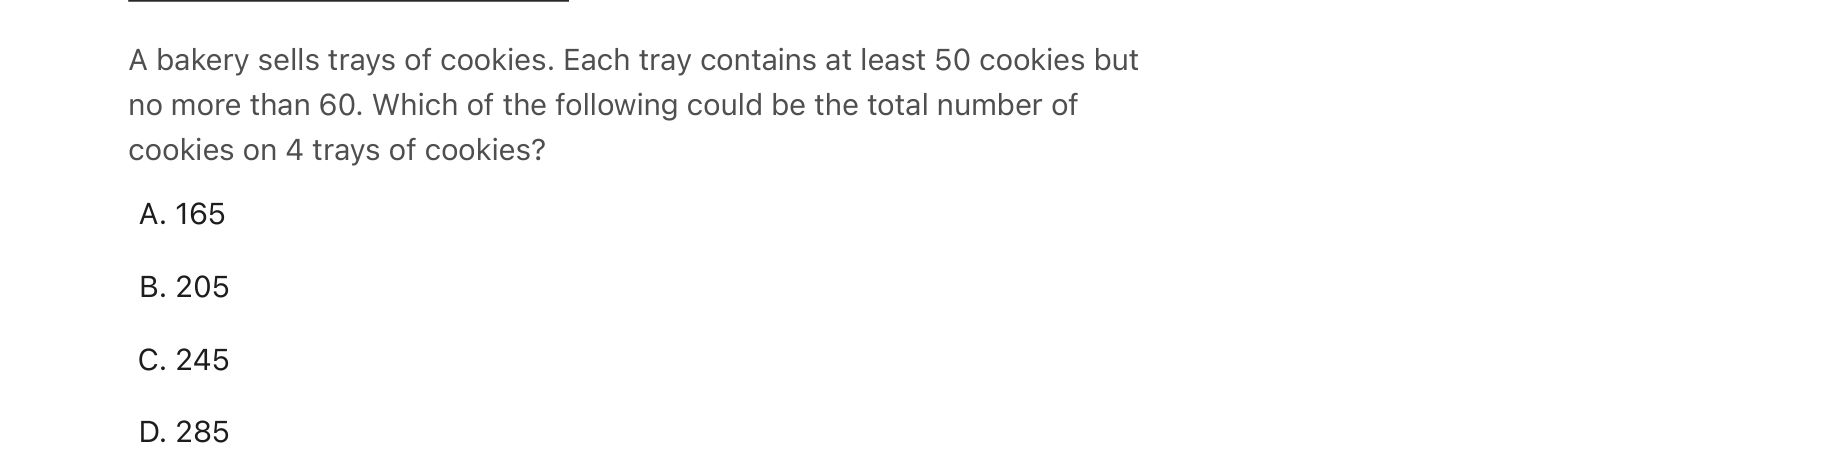 A bakery sells trays of cookies. Each tray contains at least 50 cookies but
no more than 60. Which of the following could be the total number of
cookies on 4 trays of cookies?
A. 165
B. 205
C. 245
D. 285